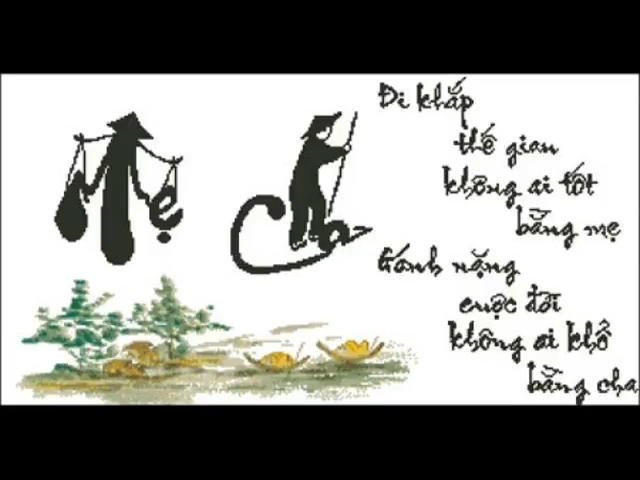 Mẹ Cha
Đi khắp
thế gian
không ai tốt
bằng mẹ
Gánh nặng
cuộc đời
không ai khổ
bằng cha